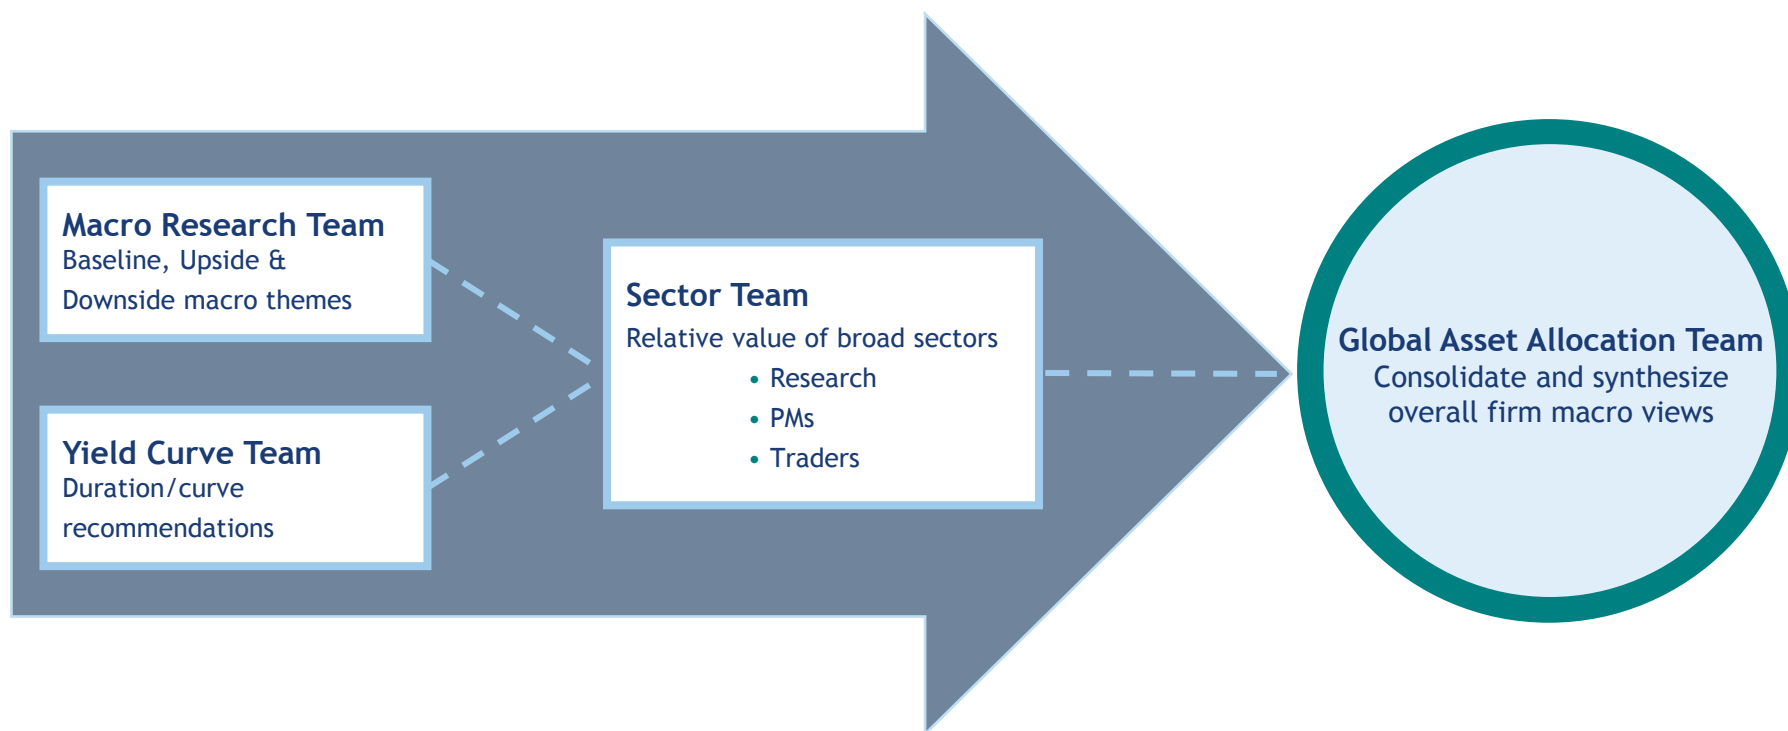 Macro Research Team
Baseline, Upside &
Downside macro themes
Yield Curve Team
Duration/curve
recommendations
Sector Team
Relative value of broad sectors
• Research
• PMs
• Traders
Global Asset Allocation Team
Consolidate and synthesize
overall firm macro views